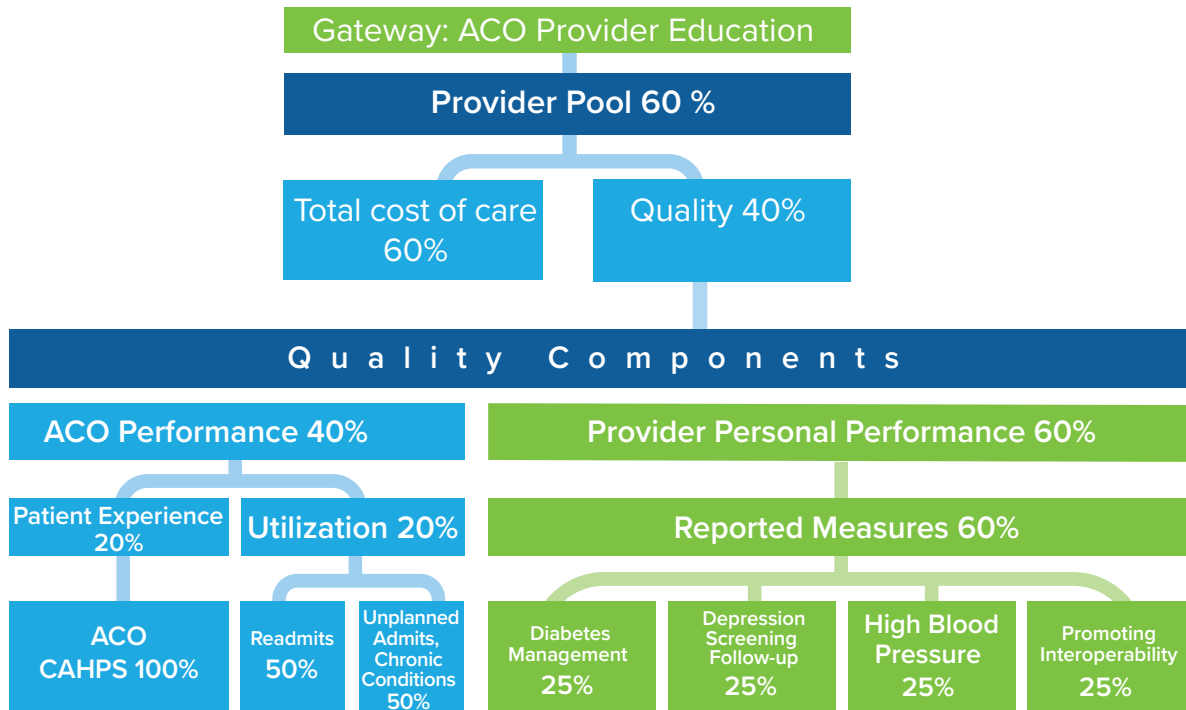 Gateway: ACO Provider Education
Provider Pool 60 %
Total cost of care
60%
Quality 40%
Quality Components
ACO Performance 40%
Provider Personal Performance 60%
Patient Experience
20%
Utilization 20%
Reported Measures 60%
ACO
CAHPS 100%
Readmits
50%
Unplanned
Admits,
Chronic
Conditions
50%
Diabetes
Management
25%
Depression
Screening
Follow-up
25%
High Blood
Pressure
25%
Promoting
Interoperability
25%